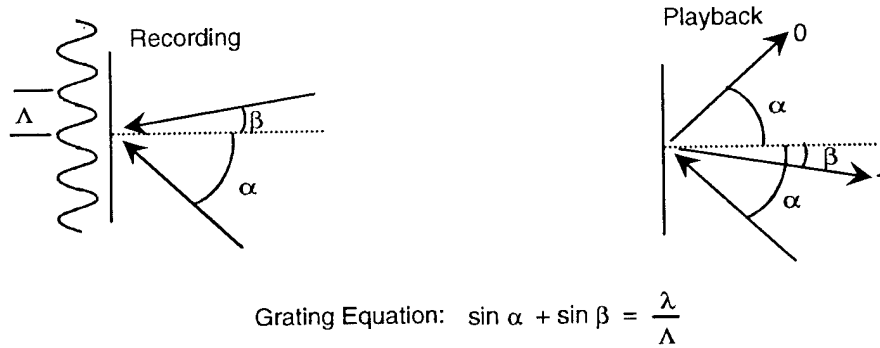 Recording
Playback
0
Λ
β
α
α
β
α
Grating Equation: sin α + sin β = λ / Λ